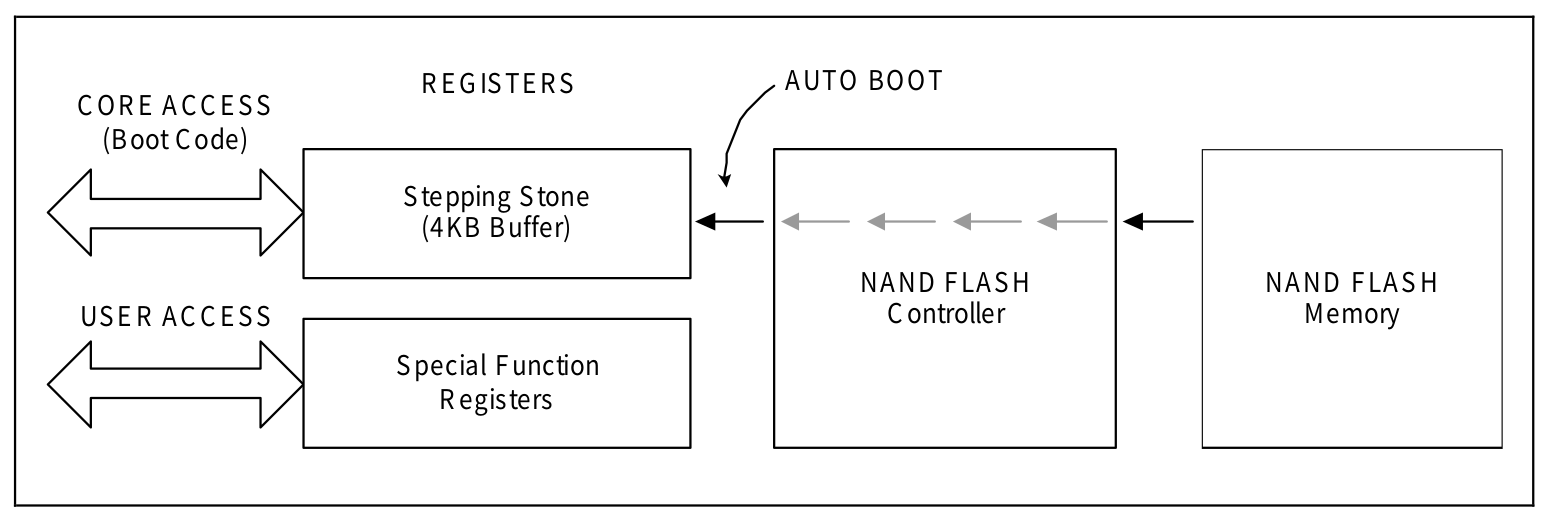 REGISTERS
AUTO BOOT
CORE ACCESS
(Boot Code)
Stepping Stone
(4KB Buffer)
NAND FLASH
Controller
NAND FLASH
Memory
USER ACCESS
Special Function
Registers